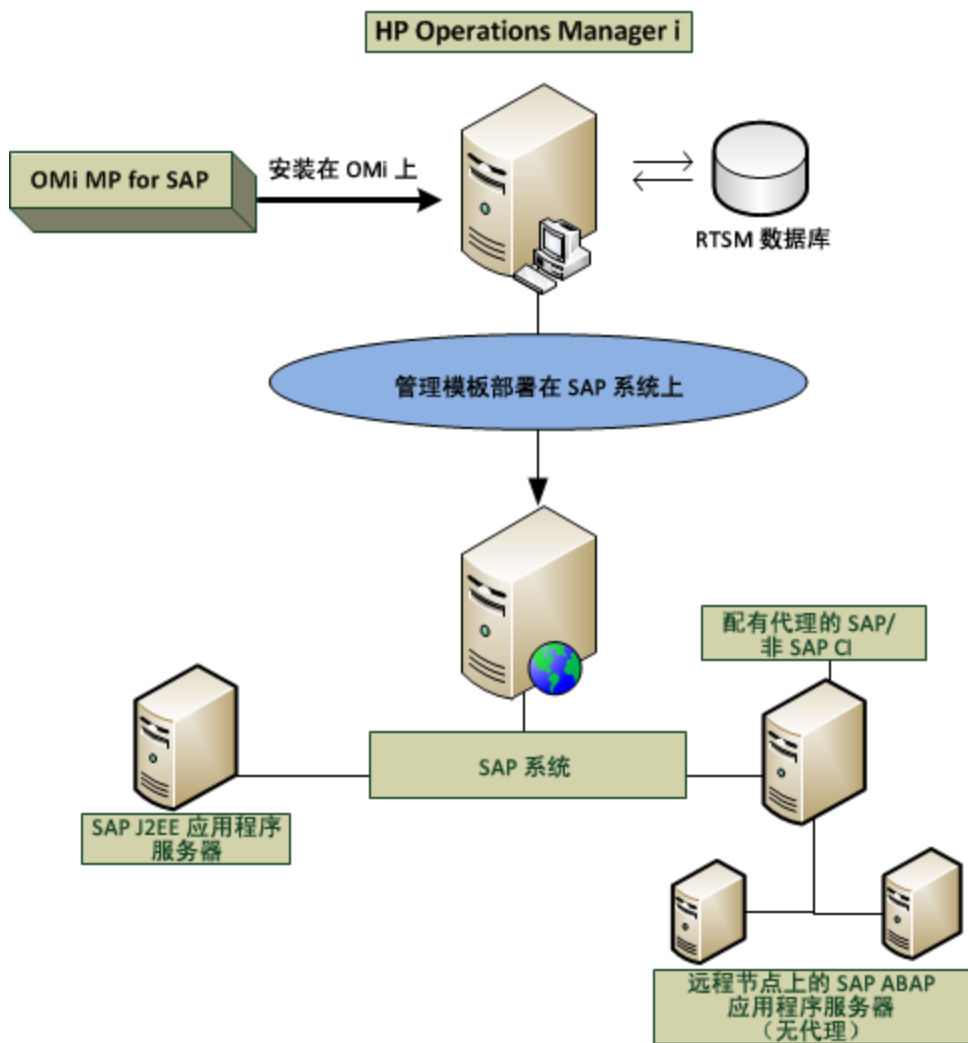 HP Operations Manager i
OMi MP for SAP
安装在 OMi 上
RTSM 数据库
管理模板部署在 SAP 系统上
配有代理的 SAP/
非 SAP CI
SAP 系统
SAP J2EE 应用程序
服务器
远程节点上的 SAP ABAP
应用程序服务器
（无代理）